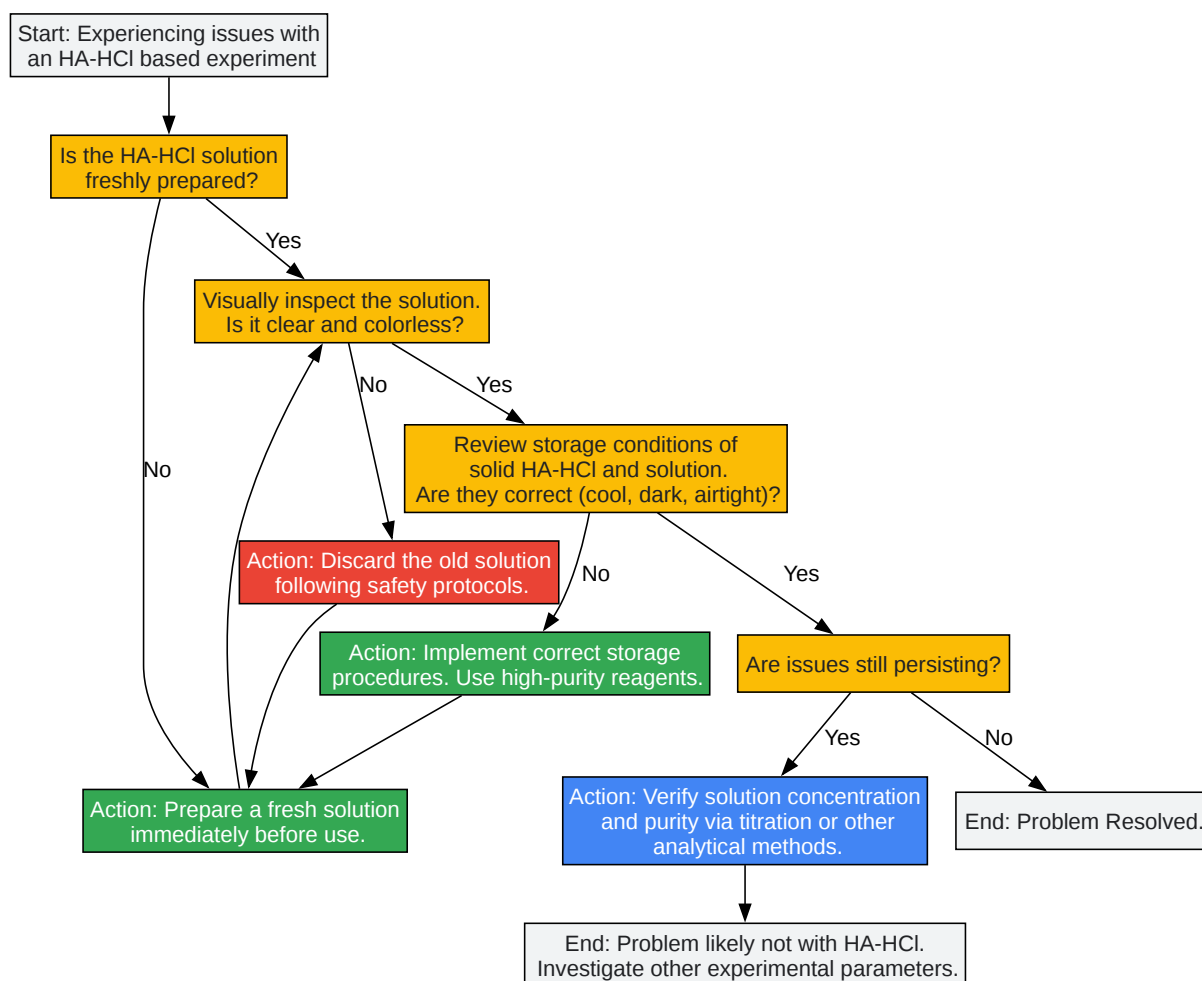 Start: Experiencing issues with
an HA-HCl based experiment
Is the HA-HCl solution
freshly prepared?
Yes
Visually inspect the solution.
Is it clear and colorless?
No
Yes
No
Review storage conditions of
solid HA-HCl and solution.
Are they correct (cool, dark, airtight)?
Action: Discard the old solution
following safety protocols.
No
Yes
Action: Implement correct storage
procedures. Use high-purity reagents.
Are issues still persisting?
Yes
No
Action: Prepare a fresh solution
immediately before use.
Action: Verify solution concentration
and purity via titration or other
analytical methods.
End: Problem Resolved.
End: Problem likely not with HA-HCl.
Investigate other experimental parameters.